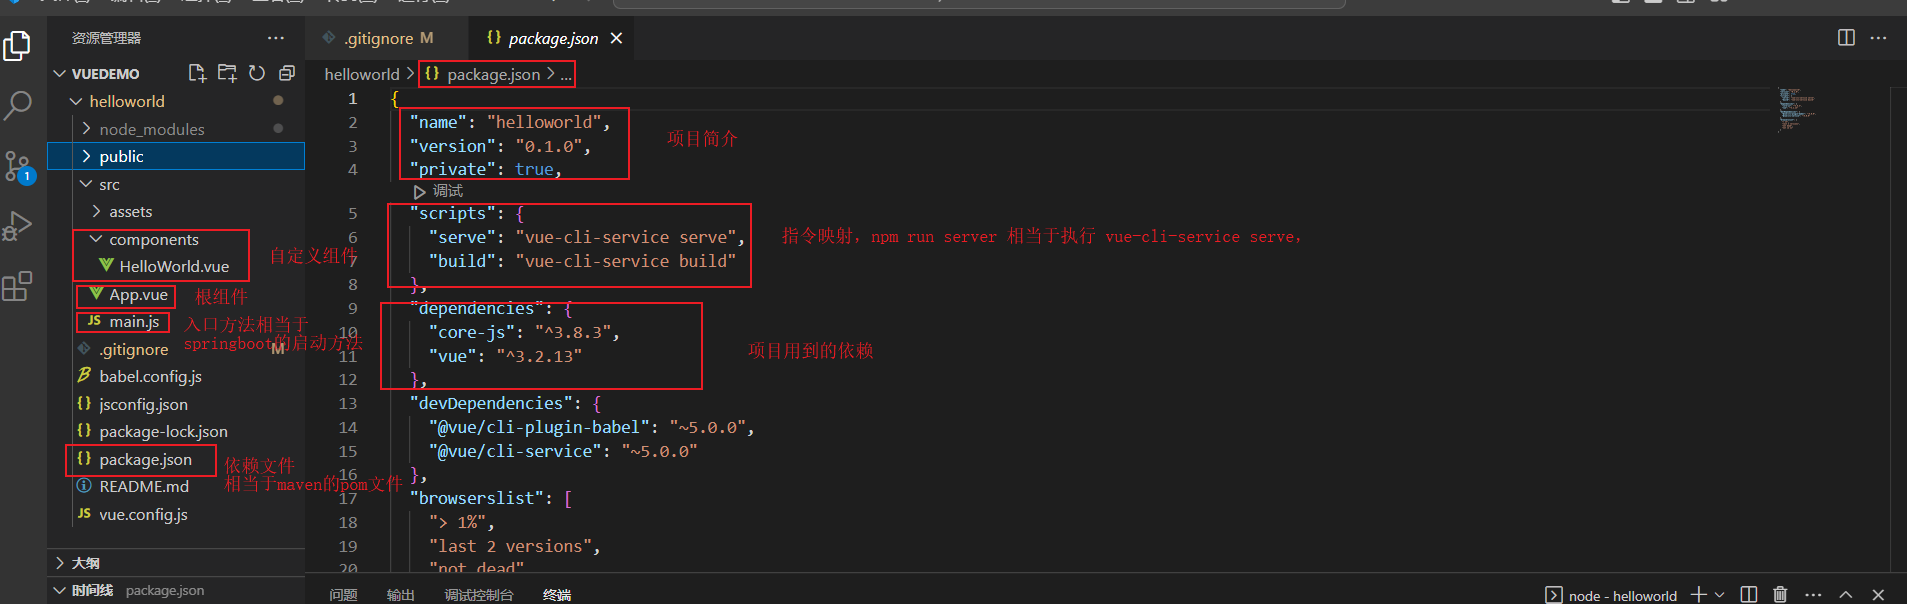 资源管理器
.gitignore M
package.json
VUEDEMO
helloworld
node_modules
public
src
assets
components
HelloWorld.vue
自定义组件
App.vue
根组件
main.js
入口方法相当于
springboot的启动方法
.gitignore
M
babel.config.js
jsconfig.json
package-lock.json
package.json
依赖文件
相当于maven的pom文件
README.md
vue.config.js
大纲
时间线 package.json
1
helloworld > package.json > ...
1 {
2 "name": "helloworld",
3 "version": "0.1.0",
4 "private": true,
项目简介
调试
5 "scripts": {
6 "serve": "vue-cli-service serve",
7 "build": "vue-cli-service build"
8 },
指令映射，npm run server 相当于执行 vue-cli-service serve，
9 "dependencies": {
10 "core-js": "^3.8.3",
11 "vue": "^3.2.13"
12 },
项目用到的依赖
13 "devDependencies": {
14 "@vue/cli-plugin-babel": "~5.0.0",
15 "@vue/cli-service": "~5.0.0"
16 },
17 "browserslist": [
18 "> 1%",
19 "last 2 versions",
20 "not dead"
问题 输出 调试控制台 终端
node - helloworld